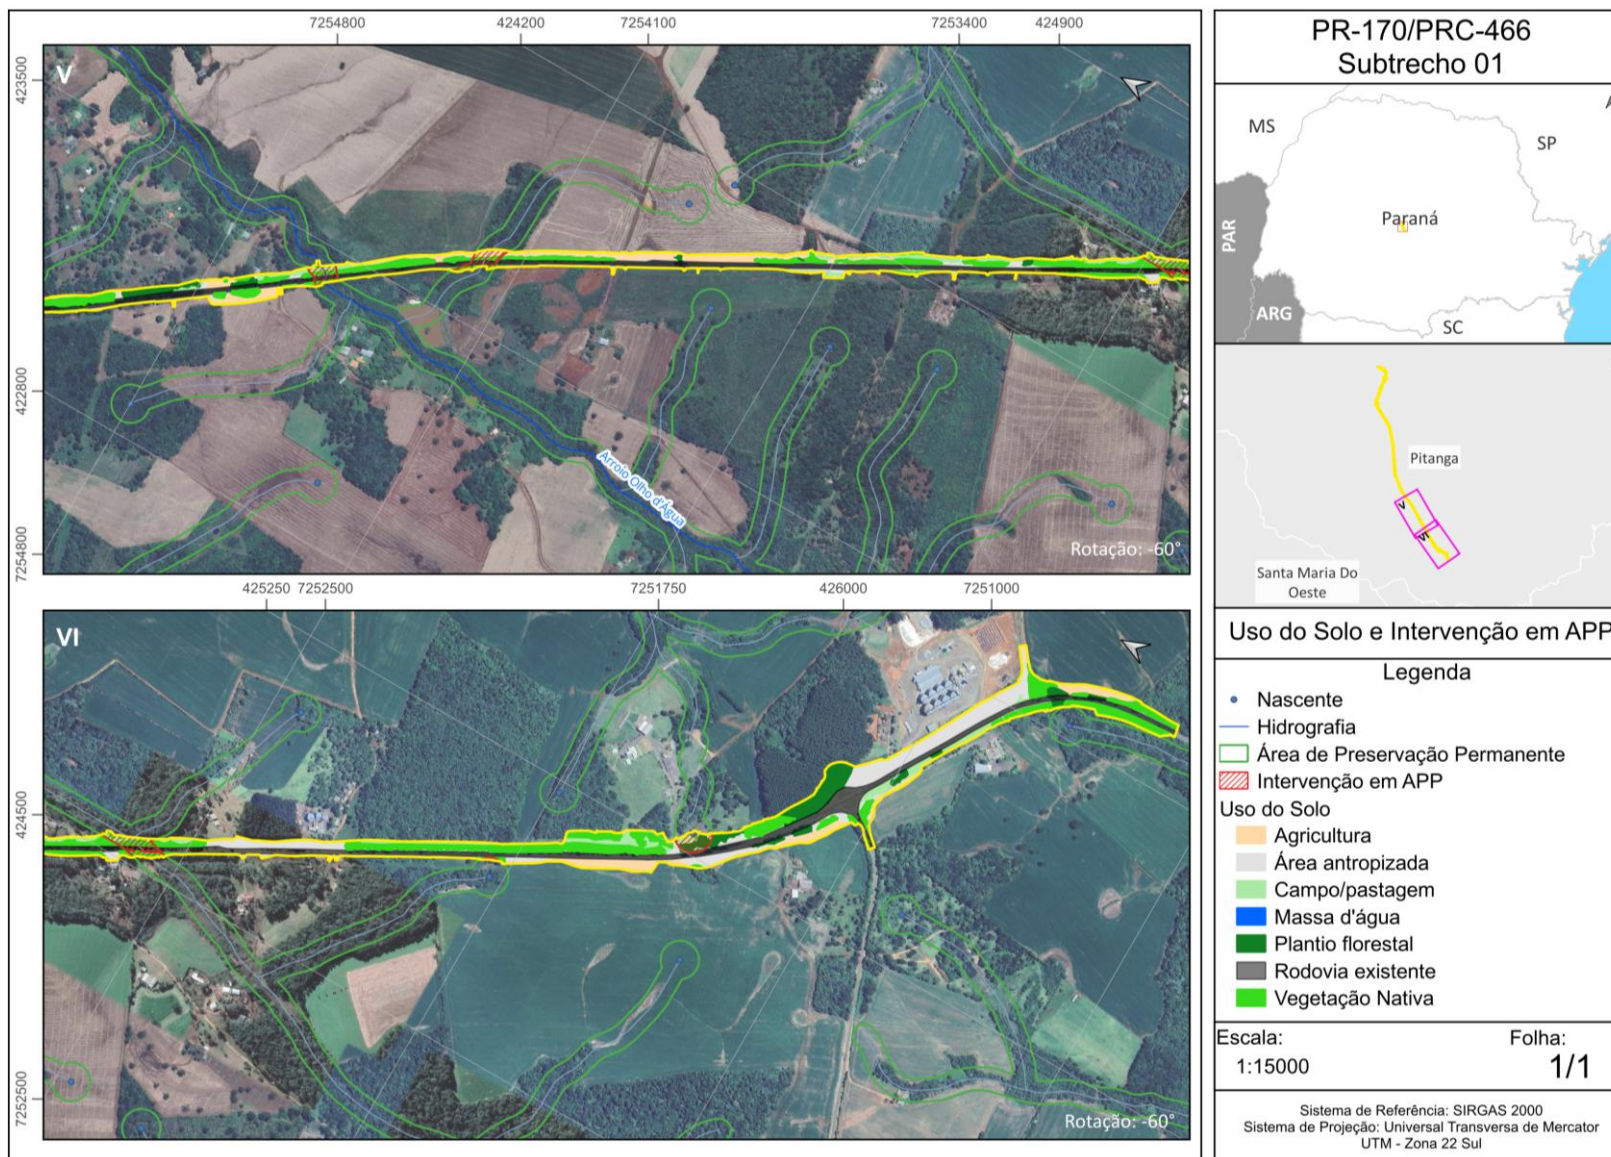 7254800
424200
7254100
7253400
424900
423500
V
422800
7254800
Arroio Olho d'Água
Rotação: -60°
425250
7252500
7251750
426000
7251000
VI
424500
7252500
Rotação: -60°
PR-170/PRC-466
Subtrecho 01
MS
SP
PAR
Paraná
ARG
SC
Pitanga
V
VI
Santa Maria Do
Oeste
Uso do Solo e Intervenção em APP
Legenda
Nascente
Hidrografia
Área de Preservação Permanente
Intervenção em APP
Uso do Solo
Agricultura
Área antropizada
Campo/pastagem
Massa d'água
Plantio florestal
Rodovia existente
Vegetação Nativa
Escala:
1:15000
Folha:
1/1
Sistema de Referência: SIRGAS 2000
Sistema de Projeção: Universal Transversa de Mercator
UTM - Zona 22 Sul